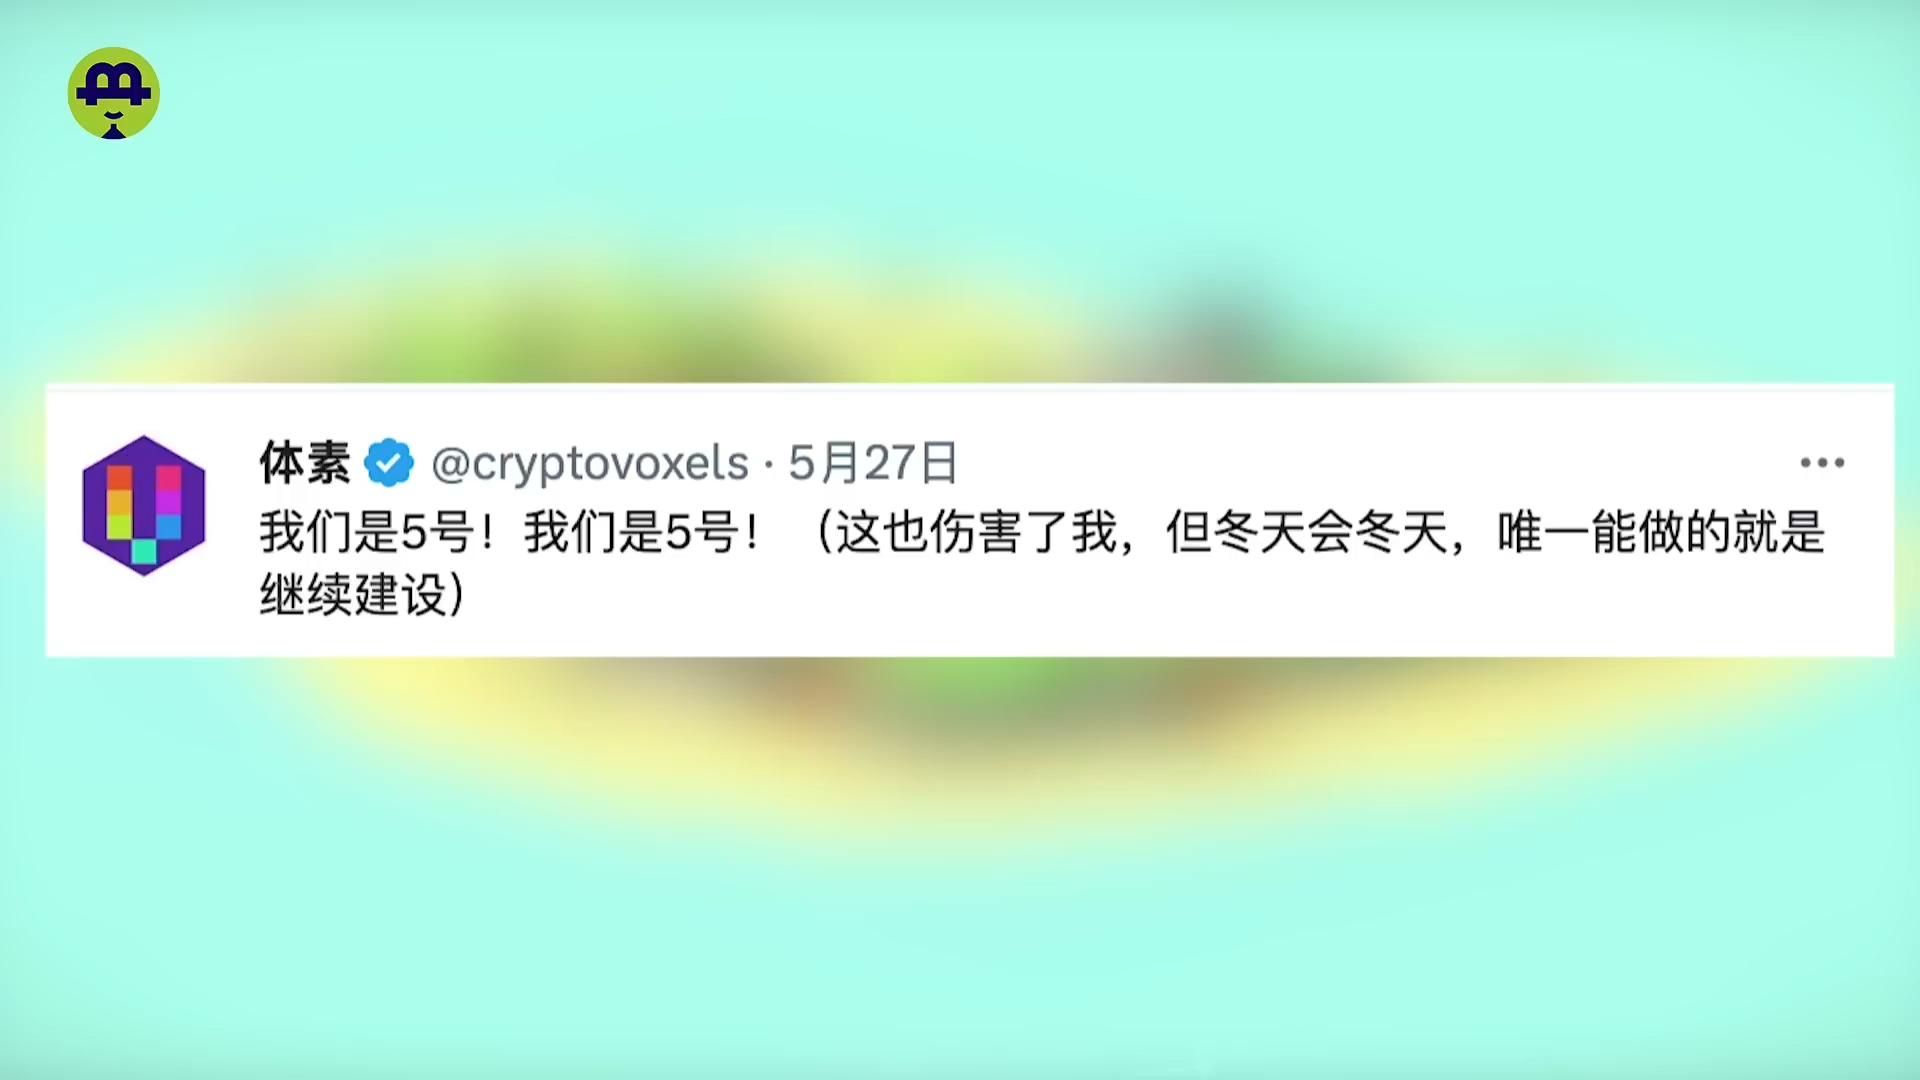 体素 @cryptovoxels · 5月27日
我们是5号！我们是5号！（这也伤害了我，但冬天会冬天，唯一能做的就是
继续建设）